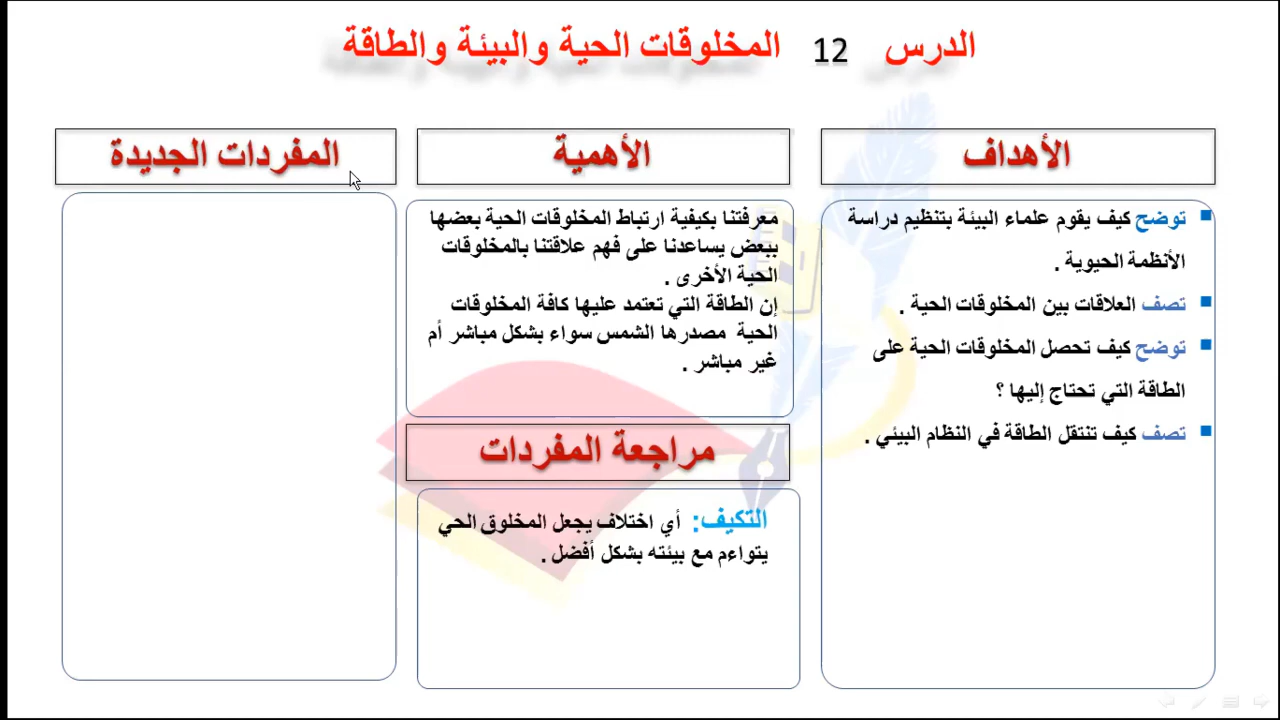 الدرس 12 المخلوقات الحية والبيئة والطاقة
الأهداف
توضح كيف يقوم علماء البيئة بتنظيم دراسة
الأنظمة الحيوية .
تصف العلاقات بين المخلوقات الحية .
توضح كيف تحصل المخلوقات الحية على
الطاقة التي تحتاج إليها ؟
تصف كيف تنتقل الطاقة في النظام البيئي .
الأهمية
معرفتنا بكيفية ارتباط المخلوقات الحية بعضها
ببعض يساعدنا على فهم علاقتنا بالمخلوقات
الحية الأخرى .
إن الطاقة التي تعتمد عليها كافة المخلوقات
الحية مصدرها الشمس سواء بشكل مباشر أم
غير مباشر .
مراجعة المفردات
التكيف: أي اختلاف يجعل المخلوق الحي
يتواءم مع بيئته بشكل أفضل .
المفردات الجديدة